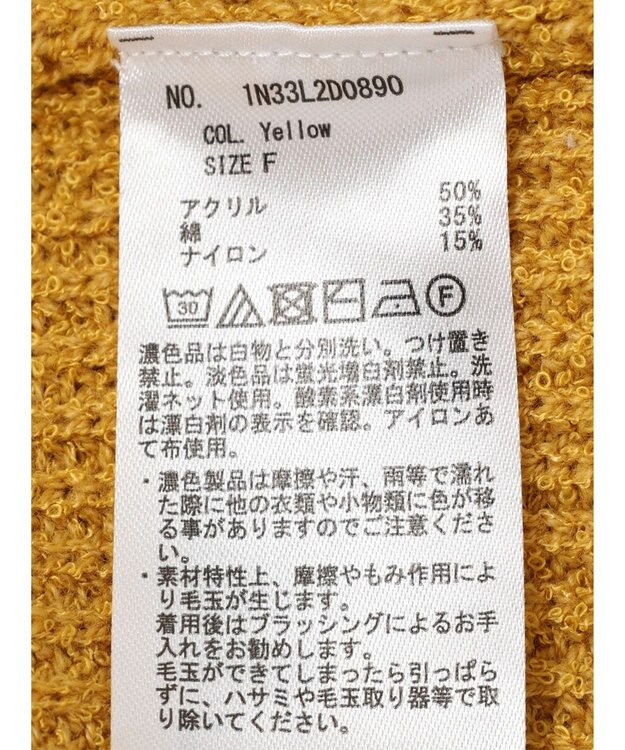 NO. 1N33L2D0890
COL. Yellow
SIZE F
アクリル 50%
綿 35%
ナイロン 15%
30 F
濃色品は白物と分別洗い。つけ置き
禁止。淡色品は蛍光増白剤禁止。洗
濯ネット使用。酸素系漂白剤使用時
は漂白剤の表示を確認。アイロンあ
て布使用。
・濃色製品は摩擦や汗、雨等で濡れ
た際に他の衣類や小物類に色が移
る事がありますのでご注意くださ
い。
・素材特性上、摩擦やもみ作用によ
り毛玉が生じます。
着用後はブラッシングによるお手
入れをお勧めします。
毛玉ができてしまったら引っぱら
ずに、ハサミや毛玉取り器等で取
り除いてください。